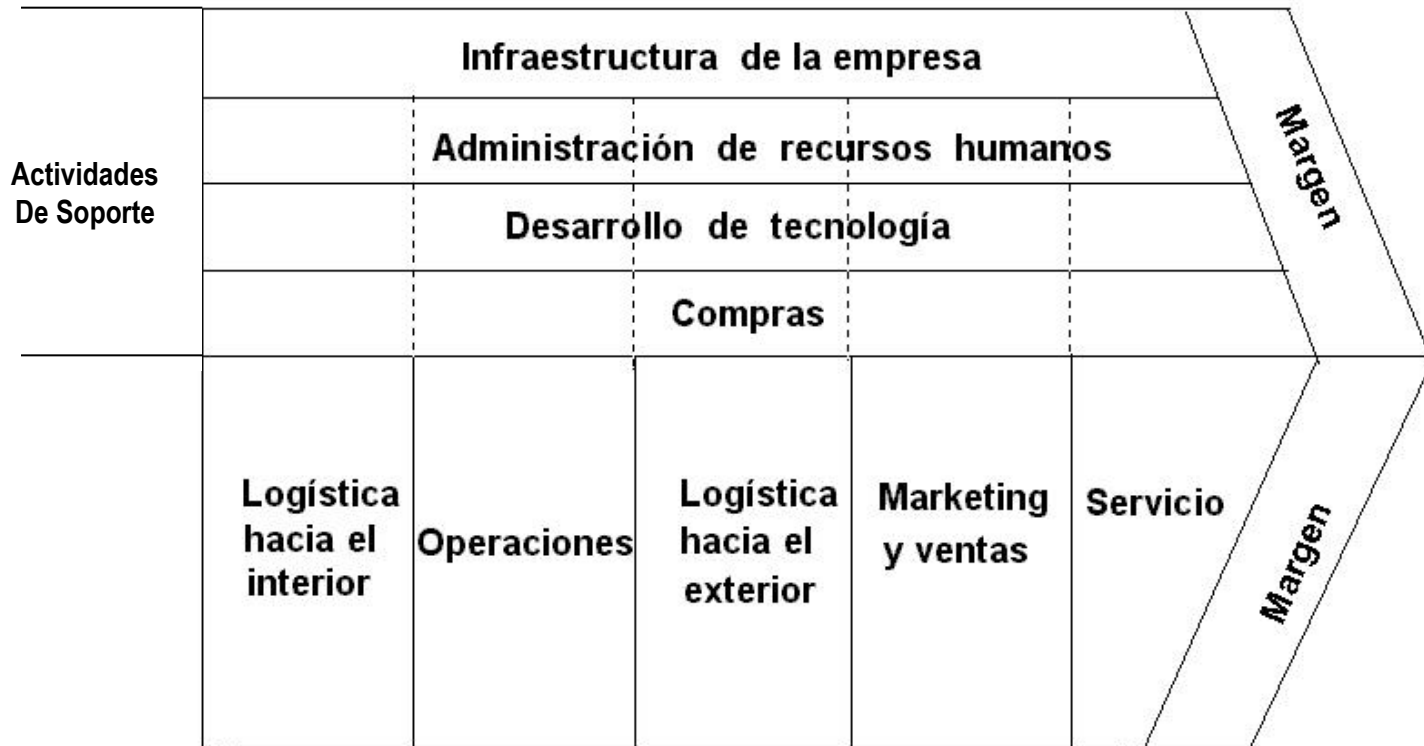 Infraestructura de la empresa
Administración de recursos humanos
Actividades
De Soporte
Desarrollo de tecnología
Compras
Margen
Logística
hacia el
interior
Operaciones
Logística
hacia el
exterior
Marketing
y ventas
Servicio
Margen